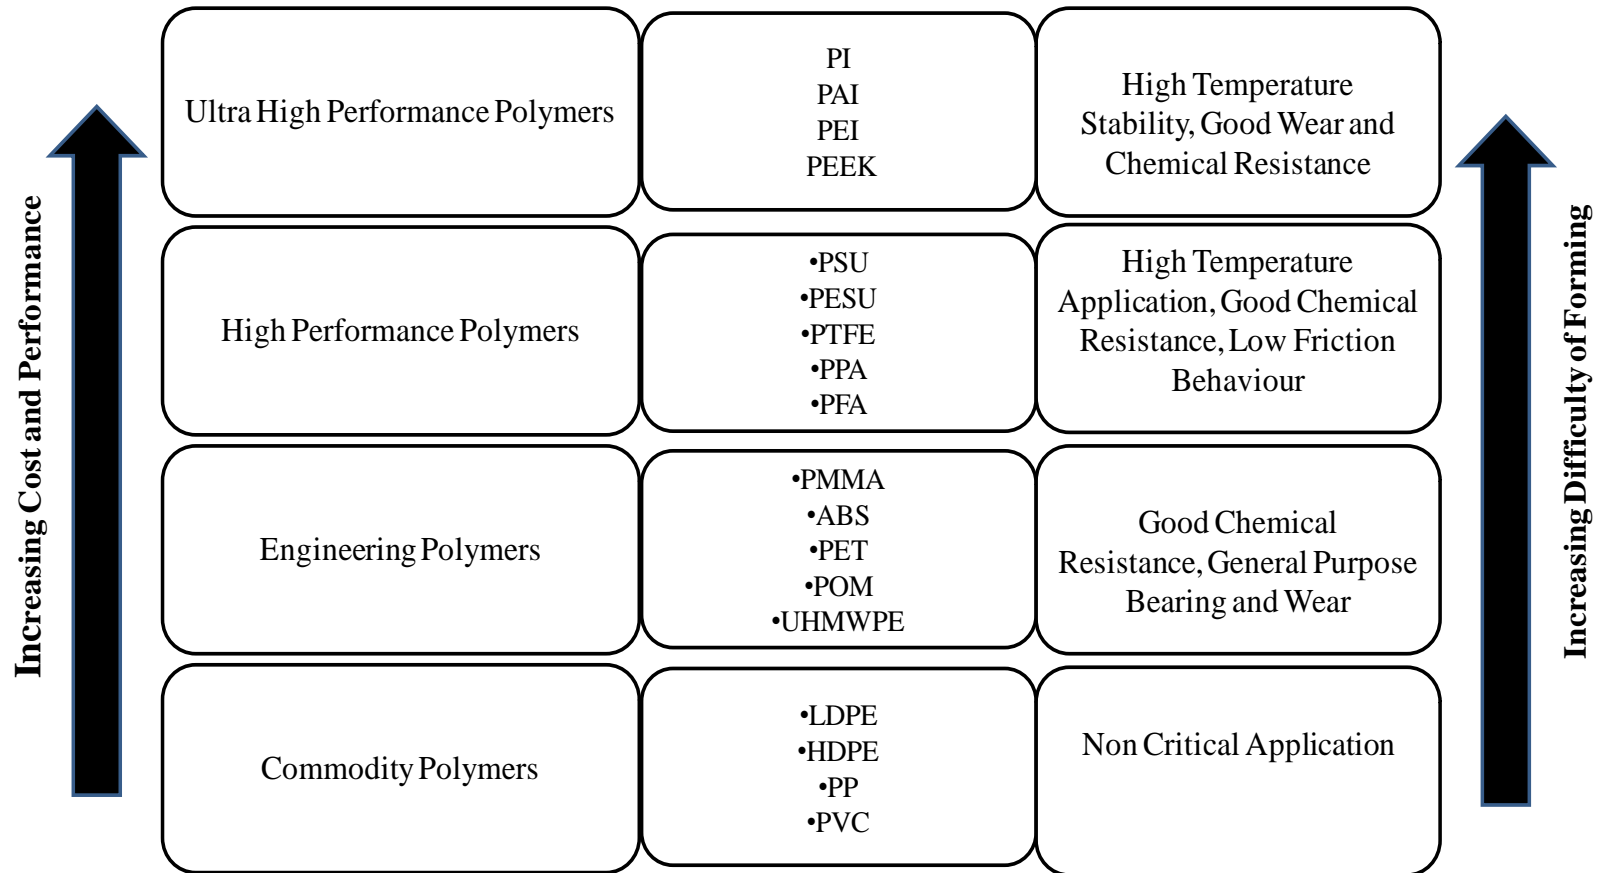 Increasing Cost and Performance
Ultra High Performance Polymers
PI
PAI
PEI
PEEK
High Temperature
Stability, Good Wear and
Chemical Resistance
High Performance Polymers
•PSU
•PESU
•PTFE
•PPA
•PFA
High Temperature
Application, Good Chemical
Resistance, Low Friction
Behaviour
Engineering Polymers
•PMMA
•ABS
•PET
•POM
•UHMWPE
Good Chemical
Resistance, General Purpose
Bearing and Wear
Commodity Polymers
•LDPE
•HDPE
•PP
•PVC
Non Critical Application
Increasing Difficulty of Forming